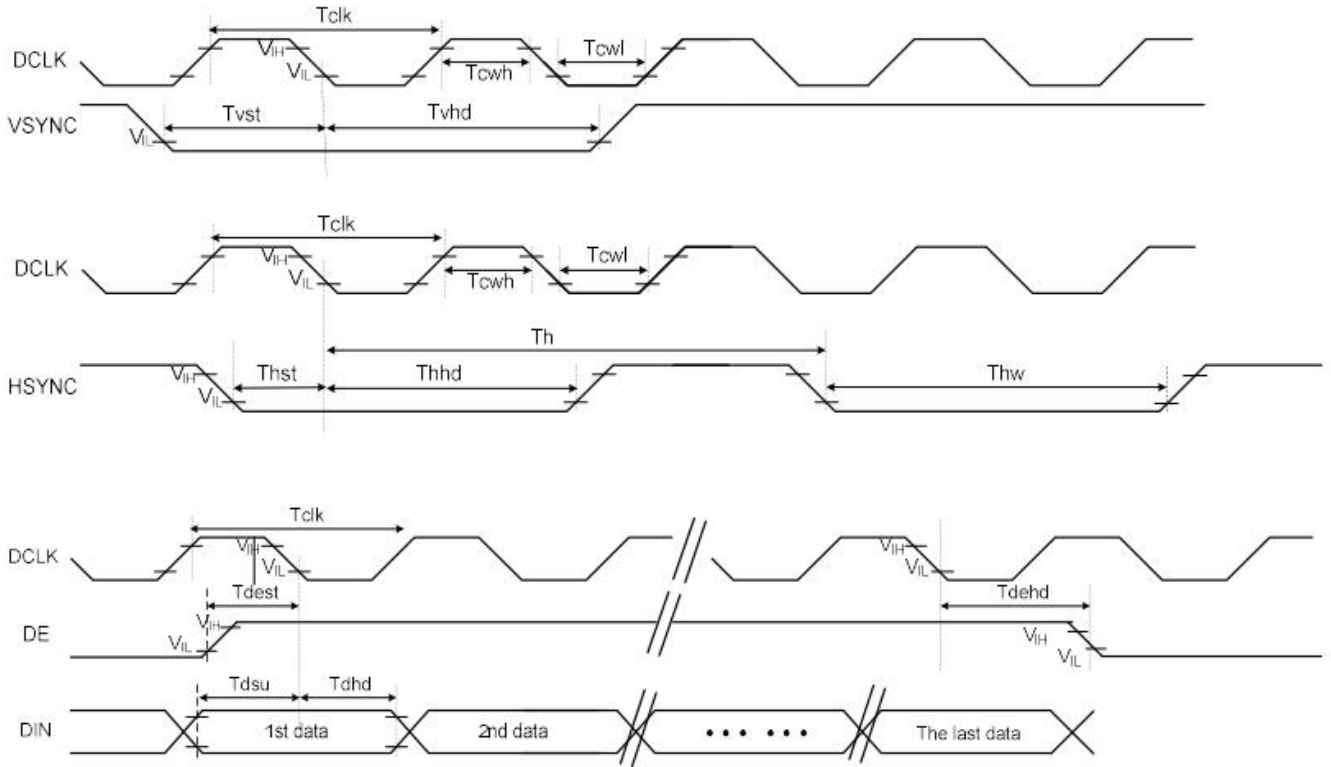 Tclk
DCLK
VIH
VIL
Tcwh
Tcwl
VSYNC
VIL
Tvst
Tvhd
Tclk
DCLK
VIH
VIL
Tcwh
Tcwl
Th
HSYNC
VIH
VIL
Thst
Thhd
Thw
Tclk
DCLK
VIH
VIL
VIH
VIL
Tdest
Tdehd
DE
VIH
VIL
VIH
VIL
Tdsu
Tdhd
DIN
1st data
2nd data
• • • • • • •
The last data